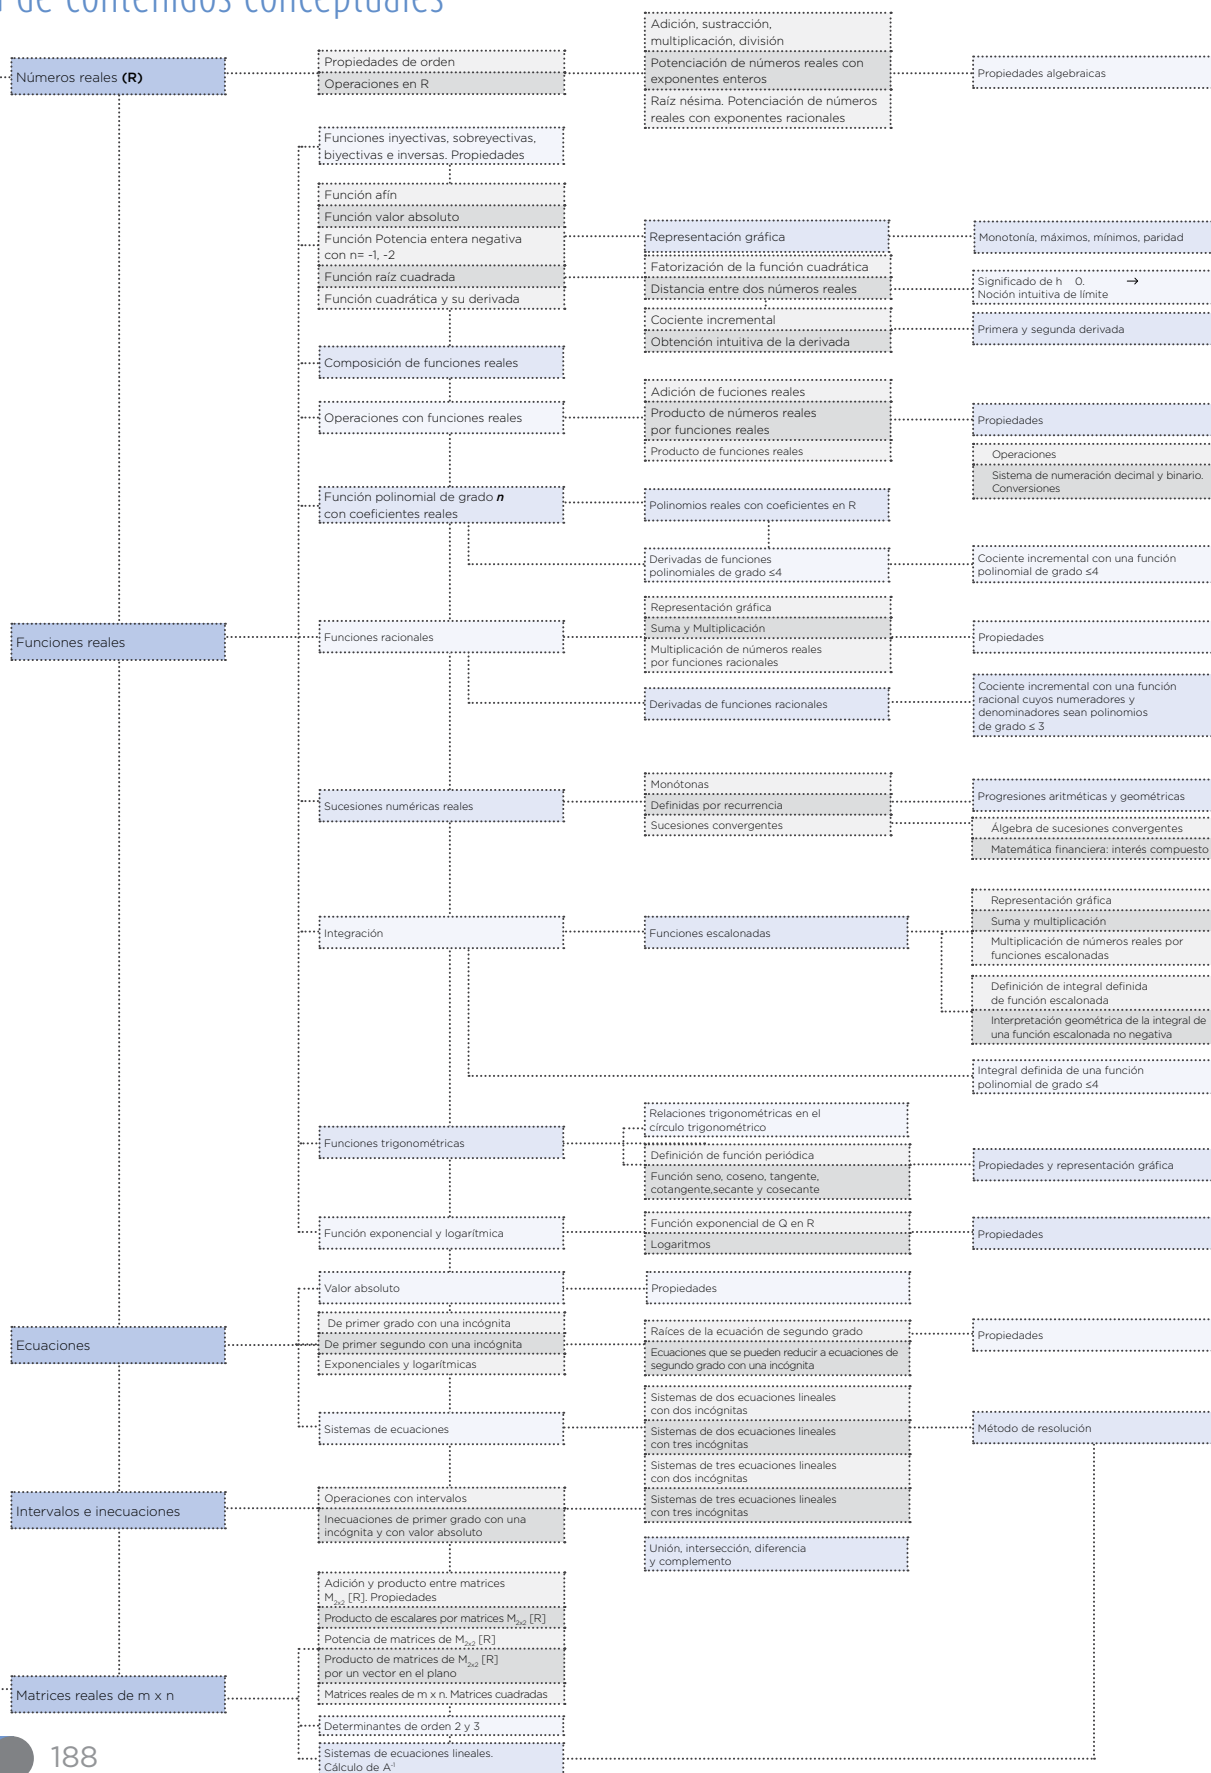 de contenidos conceptuales
Números reales (R)
Propiedades de orden
Operaciones en R
Adición, sustracción,
multiplicación, división
Potenciación de números reales con
exponentes enteros
Raíz nésima. Potenciación de números
reales con exponentes racionales
Propiedades algebraicas
Funciones reales
Funciones inyectivas, sobreyectivas,
biyectivas e inversas. Propiedades
Función afín
Función valor absoluto
Función Potencia entera negativa
con n= -1, -2
Función raíz cuadrada
Función cuadrática y su derivada
Representación gráfica
Monotonía, máximos, mínimos, paridad
Fatorización de la función cuadrática
Distancia entre dos números reales
Significado de h 0. →
Noción intuitiva de límite
Cociente incremental
Obtención intuitiva de la derivada
Primera y segunda derivada
Composición de funciones reales
Operaciones con funciones reales
Adición de fuciones reales
Producto de números reales
por funciones reales
Producto de funciones reales
Propiedades
Operaciones
Sistema de numeración decimal y binario.
Conversiones
Función polinomial de grado n
con coeficientes reales
Polinomios reales con coeficientes en R
Derivadas de funciones
polinomiales de grado ≤4
Cociente incremental con una función
polinomial de grado ≤4
Funciones racionales
Representación gráfica
Suma y Multiplicación
Multiplicación de números reales
por funciones racionales
Propiedades
Derivadas de funciones racionales
Cociente incremental con una función
racional cuyos numeradores y
denominadores sean polinomios
de grado ≤ 3
Sucesiones numéricas reales
Monótonas
Definidas por recurrencia
Sucesiones convergentes
Progresiones aritméticas y geométricas
Álgebra de sucesiones convergentes
Matemática financiera: interés compuesto
Integración
Funciones escalonadas
Representación gráfica
Suma y multiplicación
Multiplicación de números reales por
funciones escalonadas
Definición de integral definida
de función escalonada
Interpretación geométrica de la integral de
una función escalonada no negativa
Integral definida de una función
polinomial de grado ≤4
Funciones trigonométricas
Relaciones trigonométricas en el
círculo trigonométrico
Definición de función periódica
Función seno, coseno, tangente,
cotangente,secante y cosecante
Propiedades y representación gráfica
Función exponencial y logarítmica
Función exponencial de Q en R
Logaritmos
Propiedades
Ecuaciones
Valor absoluto
Propiedades
De primer grado con una incógnita
De primer segundo con una incógnita
Exponenciales y logarítmicas
Raíces de la ecuación de segundo grado
Ecuaciones que se pueden reducir a ecuaciones de
segundo grado con una incógnita
Propiedades
Sistemas de ecuaciones
Sistemas de dos ecuaciones lineales
con dos incógnitas
Sistemas de dos ecuaciones lineales
con tres incógnitas
Sistemas de tres ecuaciones lineales
con dos incógnitas
Sistemas de tres ecuaciones lineales
con tres incógnitas
Método de resolución
Intervalos e inecuaciones
Operaciones con intervalos
Inecuaciones de primer grado con una
incógnita y con valor absoluto
Unión, intersección, diferencia
y complemento
Matrices reales de m x n
Adición y producto entre matrices
M2x2 [R]. Propiedades
Producto de escalares por matrices M2x2 [R]
Potencia de matrices de M2x2 [R]
Producto de matrices de M2x2 [R]
por un vector en el plano
Matrices reales de m x n. Matrices cuadradas
Determinantes de orden 2 y 3
Sistemas de ecuaciones lineales.
Cálculo de A-1
188